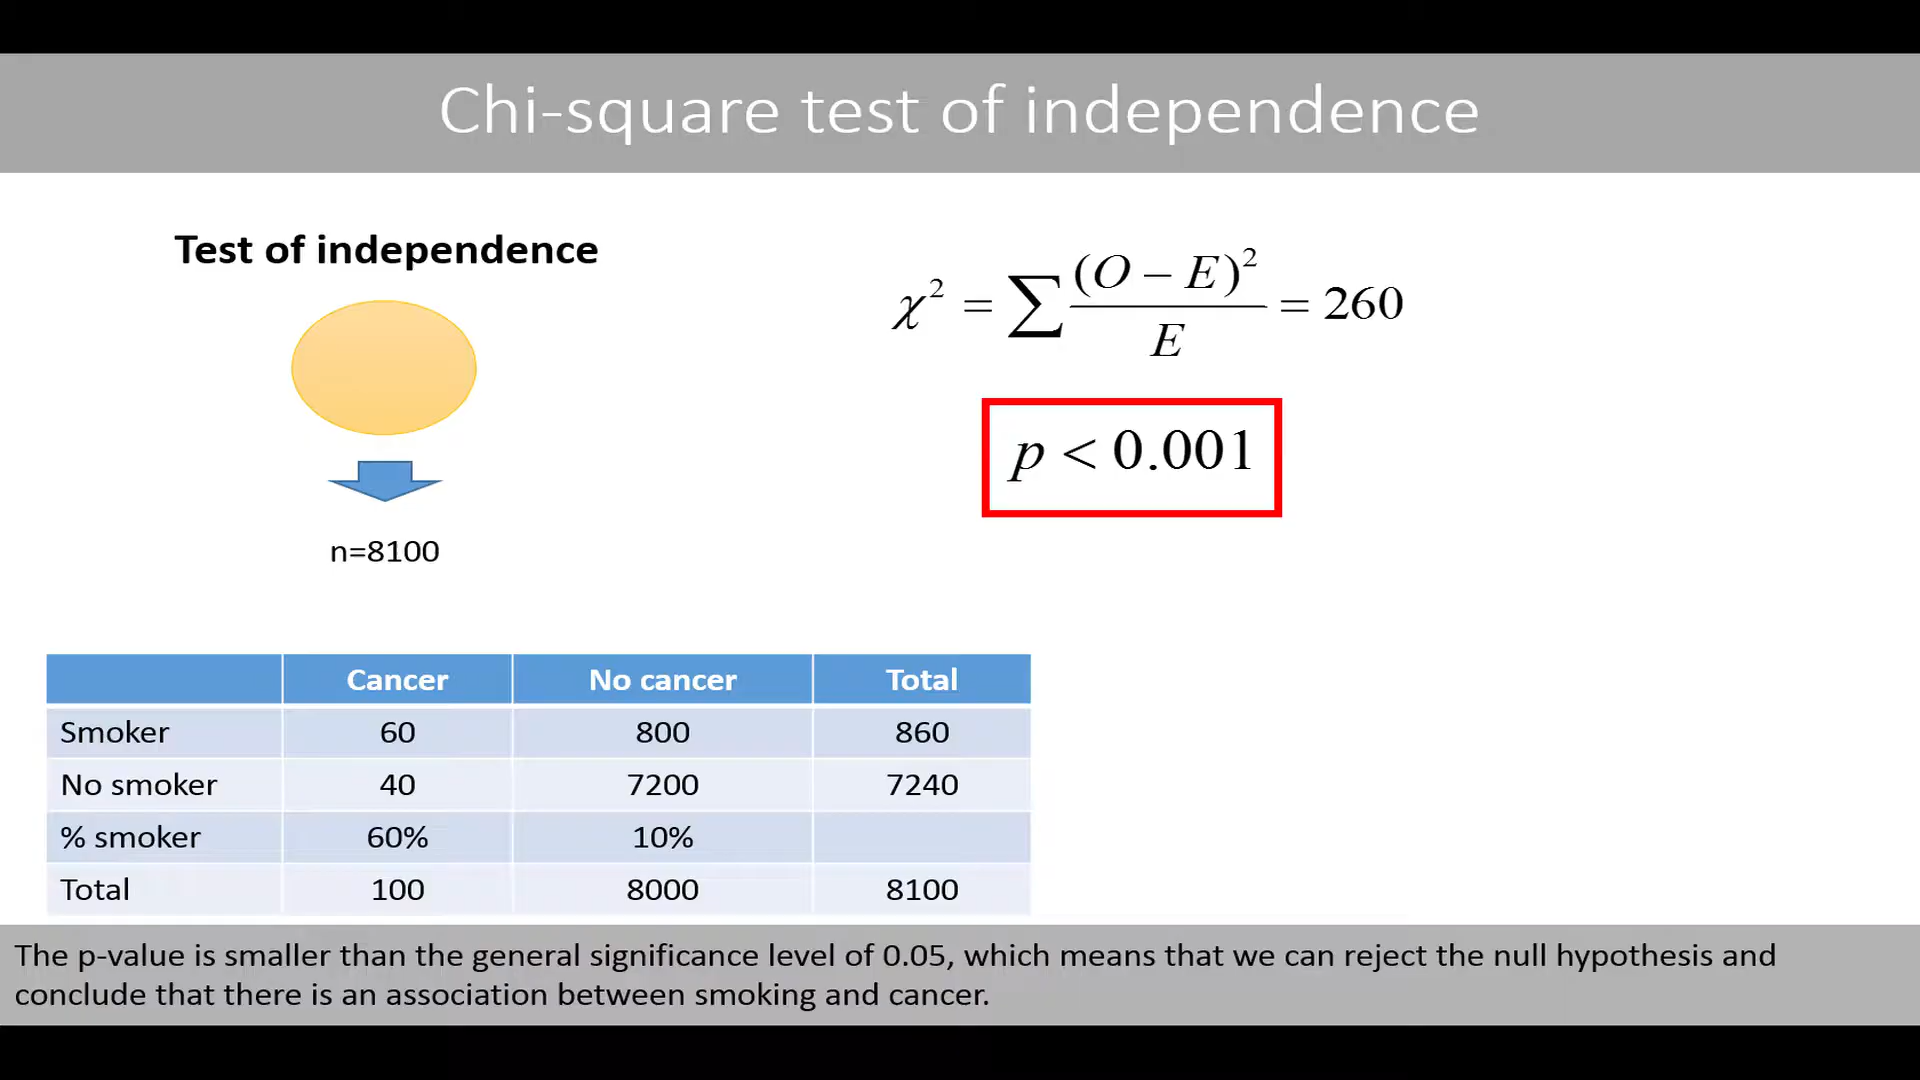 Chi-square test of independence
Test of independence
χ² = ∑ (O − E)² / E = 260
p < 0.001
n=8100
Cancer No cancer Total
Smoker 60 800 860
No smoker 40 7200 7240
% smoker 60% 10%
Total 100 8000 8100
The p-value is smaller than the general significance level of 0.05, which means that we can reject the null hypothesis and
conclude that there is an association between smoking and cancer.